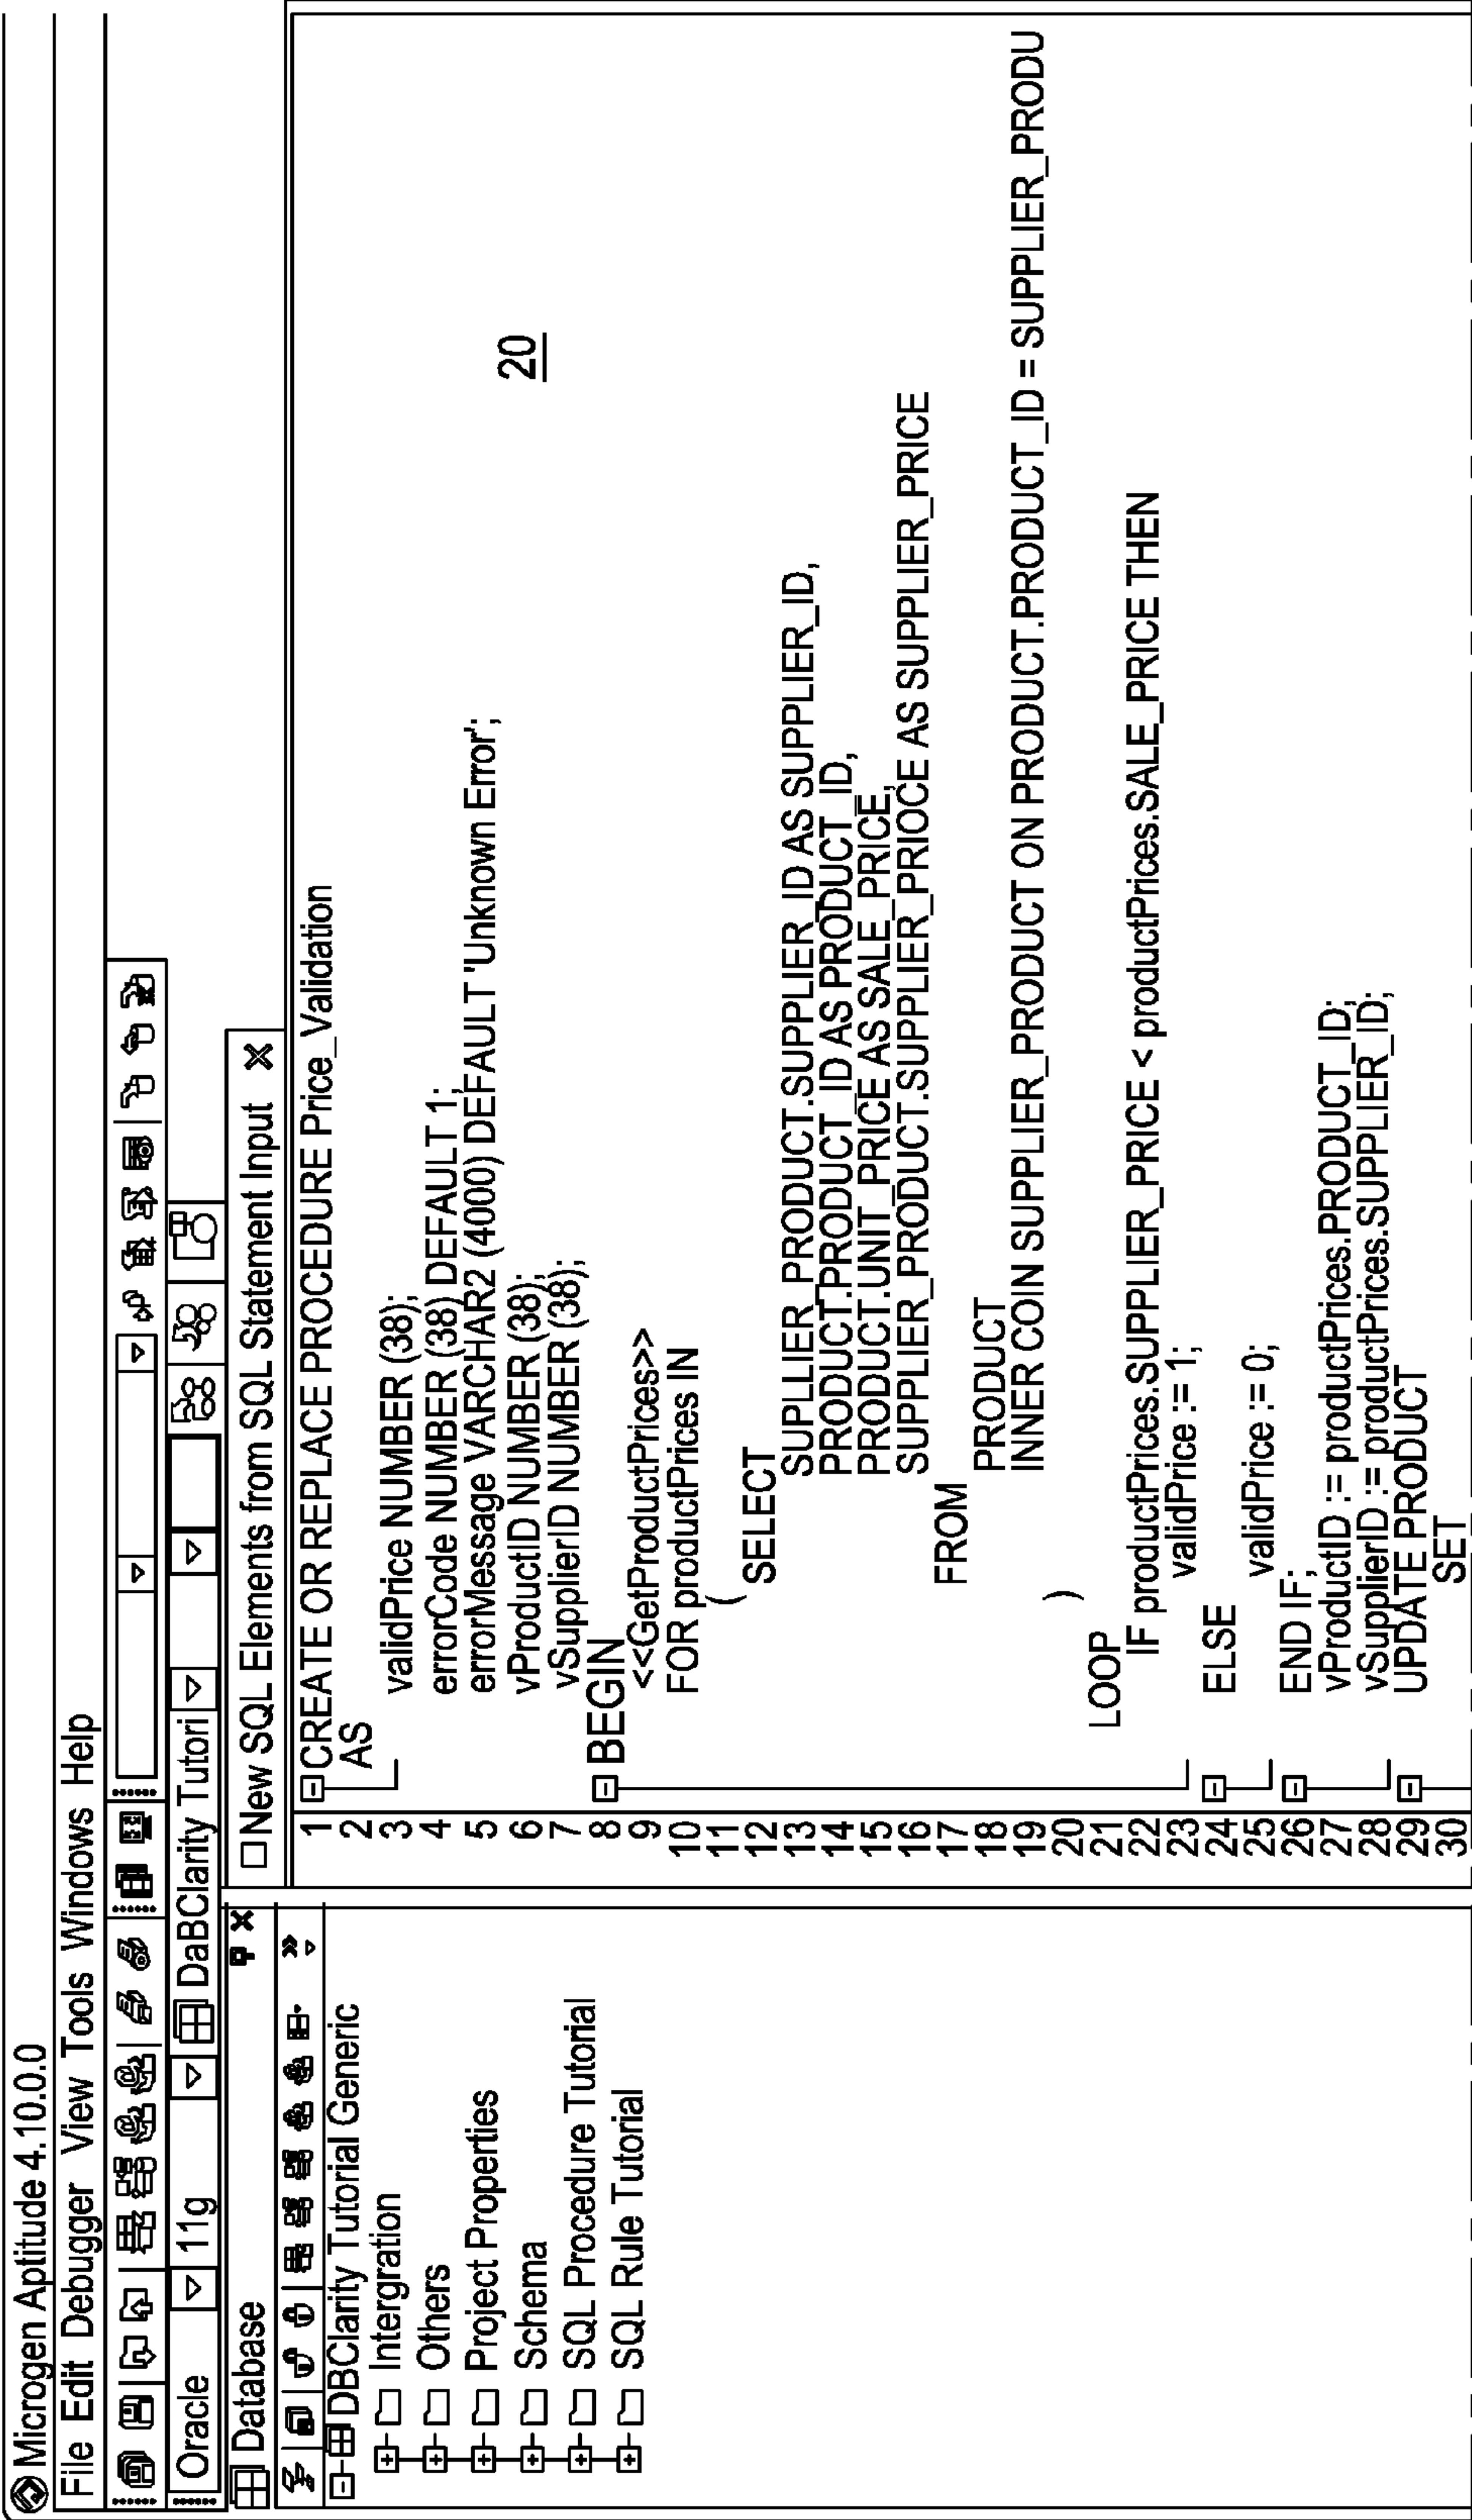 Microgen Aptitude 4.10.0.0
File Edit Debugger View Tools Windows Help
Oracle 11g DaBClarity Tutori
Database
DBClarity Tutorial Generic
Intergration
Others
Project Properties
Schema
SQL Procedure Tutorial
SQL Rule Tutorial
New SQL Elements from SQL Statement Input X
20
1 CREATE OR REPLACE PROCEDURE Price_Validation
2 AS
3 validPrice NUMBER (38);
4 errorCode NUMBER (38) DEFAULT 1;
5 errorMessage VARCHAR2 (4000) DEFAULT 'Unknown Error';
6 vProductID NUMBER (38);
7 vSupplierID NUMBER (38);
8 BEGIN
9 <<GetProductPrices>>
10 FOR productPrices IN
11 (
12 SELECT
13 SUPLLIER_PRODUCT.SUPPLIER_ID AS SUPPLIER_ID,
14 PRODUCT.PRODUCT_ID AS PRODUCT_ID,
15 PRODUCT.UNIT_PRICE AS SALE_PRICE,
16 SUPPLIER_PRODUCT.SUPPLIER_PRIOCE AS SUPPLIER_PRICE
17 FROM
18 PRODUCT
19 INNER COIN SUPPLIER_PRODUCT ON PRODUCT.PRODUCT_ID = SUPPLIER_PRODU
20 )
21 LOOP
22 IF productPrices.SUPPLIER_PRICE < productPrices.SALE_PRICE THEN
23 validPrice := 1;
24 ELSE
25 validPrice := 0;
26 END IF;
27 vProductID := productPrices.PRODUCT_ID;
28 vSupplierID := productPrices.SUPPLIER_ID;
29 UPDATE PRODUCT
30 SET